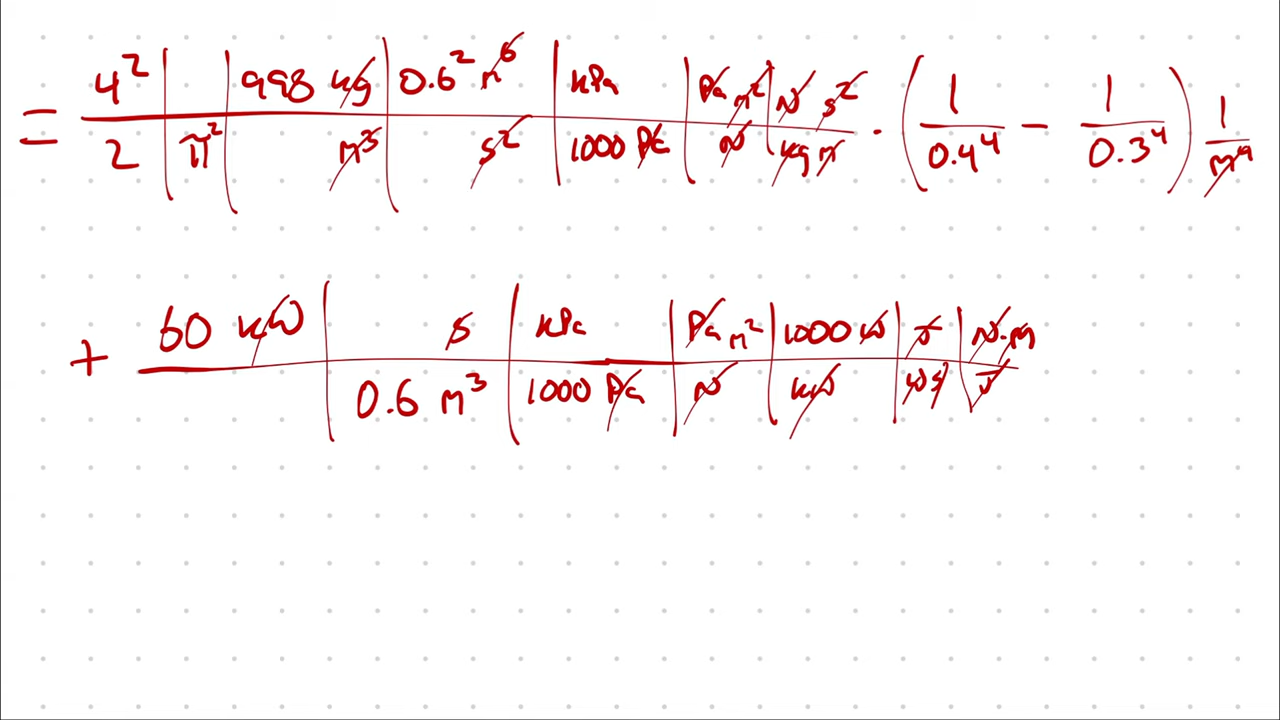 = 4² / 2 | / π² | 998 kg / m³ | 0.6² m⁶ / s² | kPa / 1000 Pa | Pa m² / N | N s² / kg m · ( 1 / 0.4⁴ − 1 / 0.3⁴ ) 1 / m⁴
+ 60 kW | s / 0.6 m³ | kPa / 1000 Pa | Pa m² / N | 1000 W / kW | J / W s | N·m / J